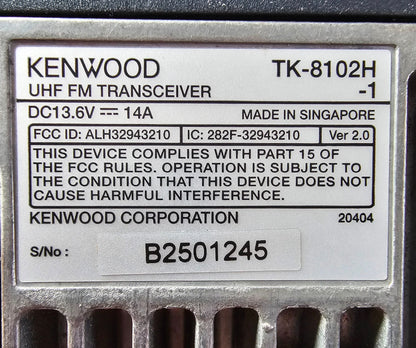 KENWOOD TK-8102H
UHF FM TRANSCEIVER -1
DC13.6V ⎓ 14A MADE IN SINGAPORE
FCC ID: ALH32943210 IC: 282F-32943210 Ver 2.0
THIS DEVICE COMPLIES WITH PART 15 OF
THE FCC RULES. OPERATION IS SUBJECT TO
THE CONDITION THAT THIS DEVICE DOES NOT
CAUSE HARMFUL INTERFERENCE.
KENWOOD CORPORATION 20404
S/No : B2501245